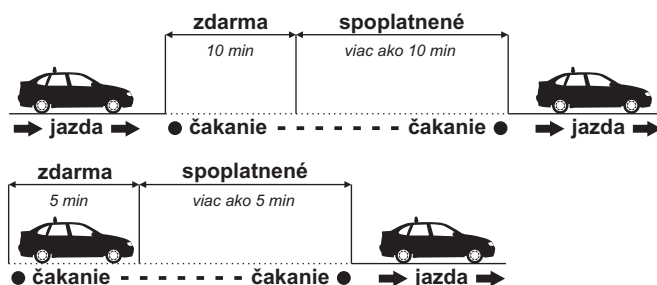 zdarma spoplatnené
10 min viac ako 10 min
jazda čakanie čakanie jazda
zdarma spoplatnené
5 min viac ako 5 min
čakanie čakanie jazda